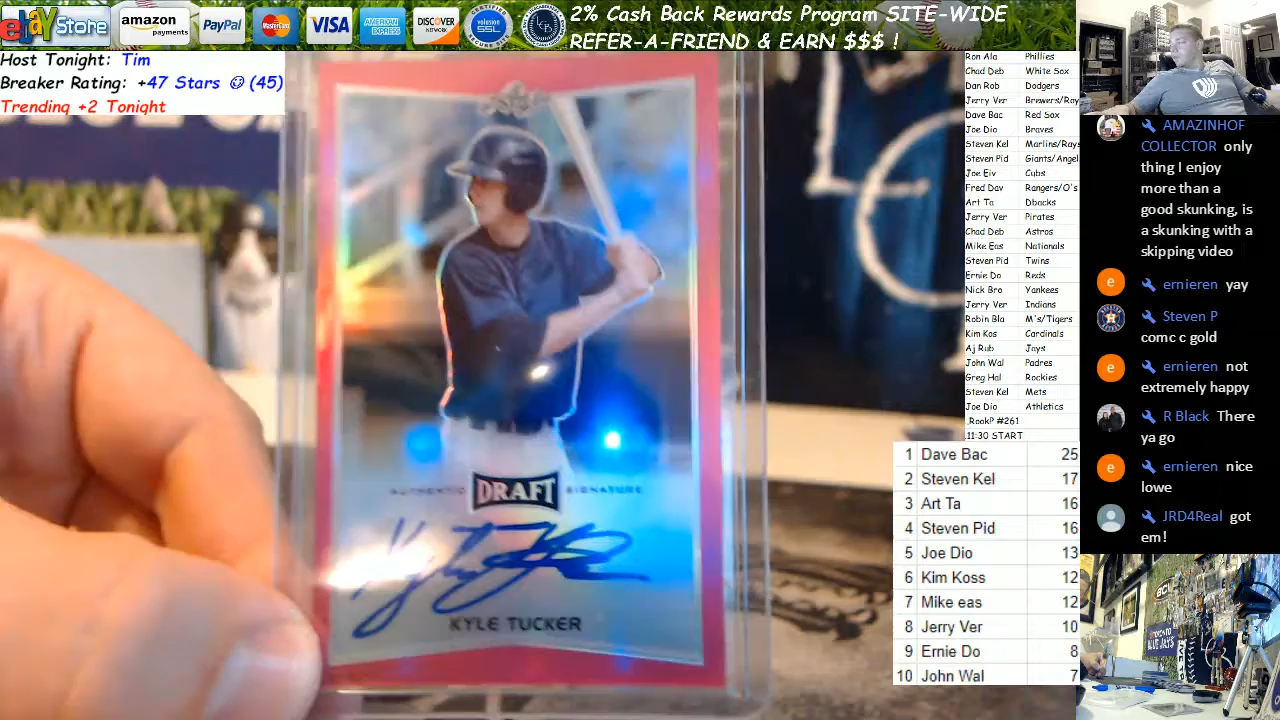 ebay Store
amazon payments
PayPal
MasterCard
VISA
AMERICAN EXPRESS
DISCOVER NETWORK
volusion SSL
2% Cash Back Rewards Program SITE-WIDE
REFER-A-FRIEND & EARN $$$ !
Host Tonight: Tim
Breaker Rating: +47 Stars ☺ (45)
Trending +2 Tonight
AUTHENTIC DRAFT SIGNATURE
KYLE TUCKER
Ron Ala Phillies
Chad Deb White Sox
Dan Rob Dodgers
Jerry Ver Brewers/Roy
Dave Bac Red Sox
Joe Dio Braves
Steven Kel Marlins/Rays
Steven Pid Giants/Angel
Joe Eiv Cubs
Fred Dav Rangers/O's
Art Ta Dbacks
Jerry Ver Pirates
Chad Deb Astros
Mike Eas Nationals
Steven Pid Twins
Ernie Do Reds
Nick Bro Yankees
Jerry Ver Indians
Robin Bla M's/Tigers
Kim Kos Cardinals
Aj Rub Jays
John Wal Padres
Greg Hal Rockies
Steven Kel Mets
Joe Dio Athletics
.RookP #261
11:30 START
1 Dave Bac 25
2 Steven Kel 17
3 Art Ta 16
4 Steven Pid 16
5 Joe Dio 13
6 Kim Koss 12
7 Mike eas 12
8 Jerry Ver 10
9 Ernie Do 8
10 John Wal 7
AMAZINHOF
COLLECTOR only
thing I enjoy
more than a
good skunking, is
a skunking with a
skipping video
e ernieren yay
Steven P
comc c gold
e ernieren not
extremely happy
R Black There
ya go
e ernieren nice
lowe
JRD4Real got
em!